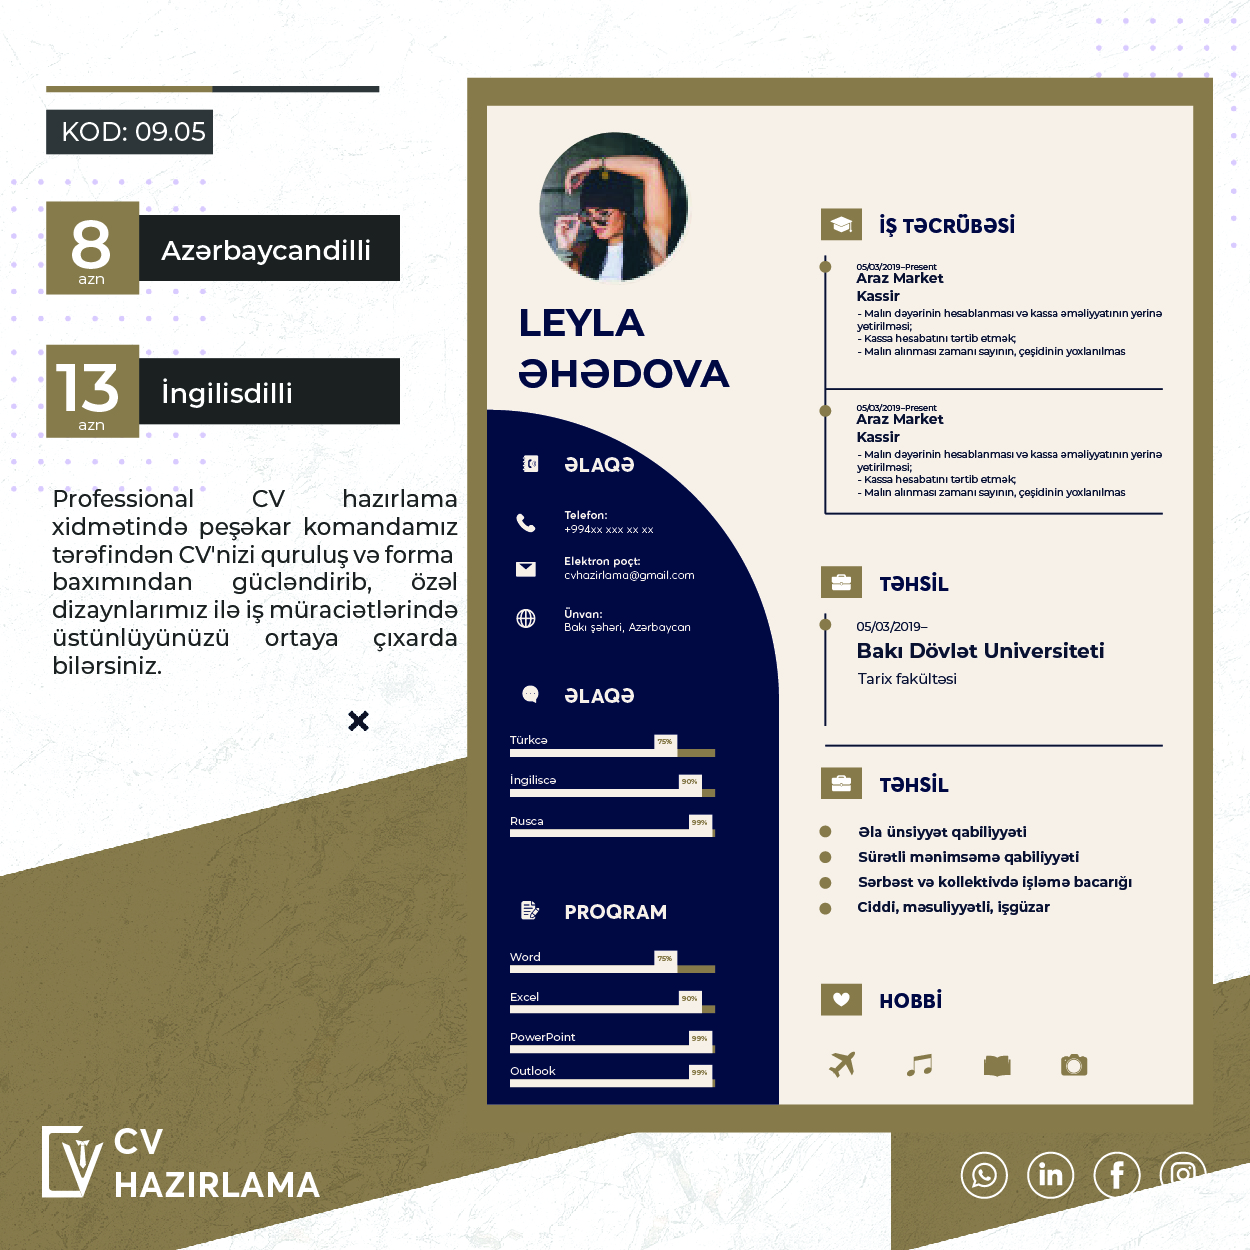 KOD: 09.05
8
azn
Azərbaycandilli
13
azn
İngilisdilli
Professional CV hazırlama
xidmətində peşəkar komandamız
tərəfindən CV'nizi quruluş və forma
baxımından gücləndirib, özəl
dizaynlarımız ilə iş müraciətlərində
üstünlüyünüzü ortaya çıxarda
bilərsiniz.
CV
HAZIRLAMA
LEYLA
ƏHƏDOVA
ƏLAQƏ
Telefon:
+994xx xxx xx xx
Elektron poçt:
cvhazirlama@gmail.com
Ünvan:
Bakı şəhəri, Azərbaycan
ƏLAQƏ
Türkcə 75%
İngiliscə 90%
Rusca 99%
PROQRAM
Word 75%
Excel 90%
PowerPoint 99%
Outlook 99%
İŞ TƏCRÜBƏSİ
05/03/2019–Present
Araz Market
Kassir
- Malın dəyərinin hesablanması və kassa əməliyyatının yerinə
yetirilməsi;
- Kassa hesabatını tərtib etmək;
- Malın alınması zamanı sayının, çeşidinin yoxlanılmas
05/03/2019–Present
Araz Market
Kassir
- Malın dəyərinin hesablanması və kassa əməliyyatının yerinə
yetirilməsi;
- Kassa hesabatını tərtib etmək;
- Malın alınması zamanı sayının, çeşidinin yoxlanılmas
TƏHSİL
05/03/2019–
Bakı Dövlət Universiteti
Tarix fakültəsi
TƏHSİL
Əla ünsiyyət qabiliyyəti
Sürətli mənimsəmə qabiliyyəti
Sərbəst və kollektivdə işləmə bacarığı
Ciddi, məsuliyyətli, işgüzar
HOBBİ